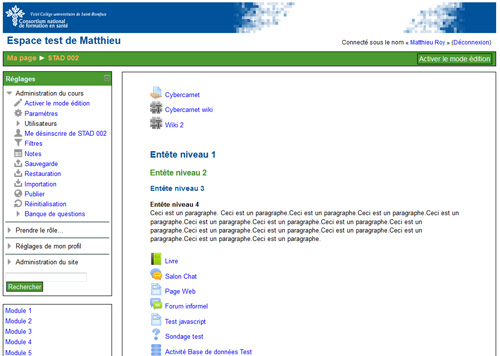 Consortium national
de formation en santé
Espace test de Matthieu
Connecté sous le nom « Matthieu Roy » (Déconnexion)
Ma page ► STAD 002
Activer le mode édition
Réglages
Administration du cours
Activer le mode édition
Paramètres
Utilisateurs
Me désinscrire de STAD 002
Filtres
Notes
Sauvegarde
Restauration
Importation
Publier
Réinitialisation
Banque de questions
Prendre le rôle...
Réglages de mon profil
Administration du site
Rechercher
Module 1
Module 2
Module 3
Module 4
Module 5
Cybercarnet
Cybercarnet wiki
Wiki 2
Entête niveau 1
Entête niveau 2
Entête niveau 3
Entête niveau 4
Ceci est un paragraphe. Ceci est un paragraphe.Ceci est un paragraphe.Ceci est un paragraphe.Ceci est un
paragraphe.Ceci est un paragraphe.Ceci est un paragraphe.Ceci est un paragraphe.Ceci est un
paragraphe.Ceci est un paragraphe.Ceci est un paragraphe.Ceci est un paragraphe.Ceci est un
paragraphe.Ceci est un paragraphe.Ceci est un paragraphe.
Livre
Salon Chat
Page Web
Forum informel
Test javascript
Sondage test
Activité Base de données Test